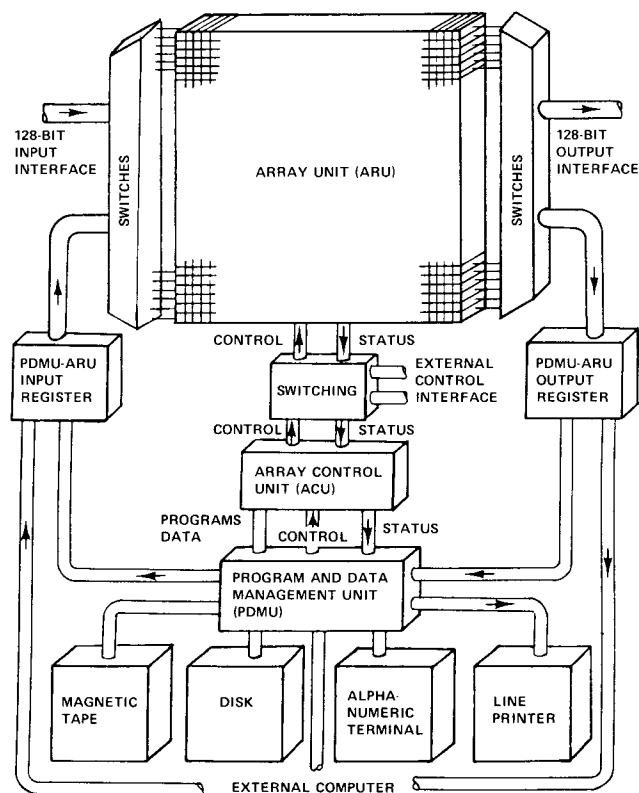 128-BIT
INPUT
INTERFACE
SWITCHES
ARRAY UNIT (ARU)
SWITCHES
128-BIT
OUTPUT
INTERFACE
CONTROL
STATUS
PDMU-ARU
INPUT
REGISTER
SWITCHING
EXTERNAL
CONTROL
INTERFACE
PDMU-ARU
OUTPUT
REGISTER
CONTROL
STATUS
ARRAY CONTROL
UNIT (ACU)
PROGRAMS
DATA
CONTROL
STATUS
PROGRAM AND DATA
MANAGEMENT UNIT
(PDMU)
MAGNETIC
TAPE
DISK
ALPHA-
NUMERIC
TERMINAL
LINE
PRINTER
EXTERNAL COMPUTER